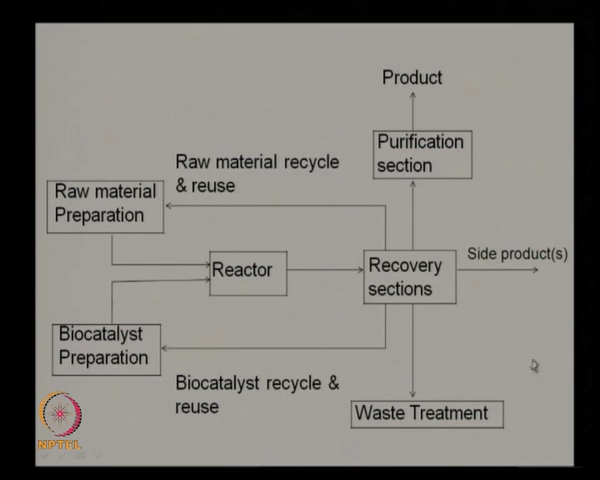 Product
Purification
section
Raw material recycle
& reuse
Raw material
Preparation
Reactor
Recovery
sections
Side product(s)
Biocatalyst
Preparation
Biocatalyst recycle &
reuse
Waste Treatment
NPTEL